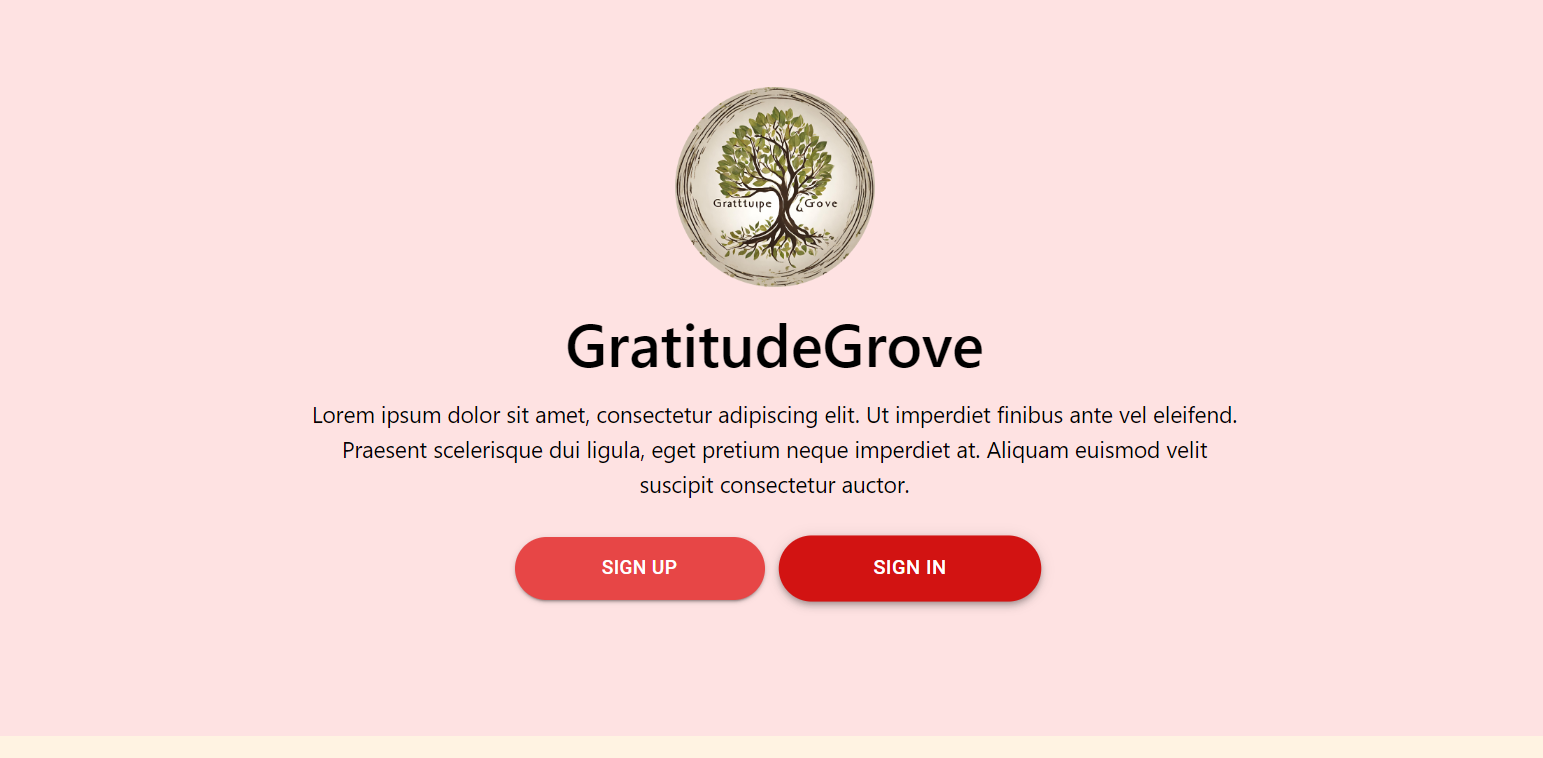 Gratttuipe Grove
GratitudeGrove
Lorem ipsum dolor sit amet, consectetur adipiscing elit. Ut imperdiet finibus ante vel eleifend.
Praesent scelerisque dui ligula, eget pretium neque imperdiet at. Aliquam euismod velit
suscipit consectetur auctor.
SIGN UP SIGN IN